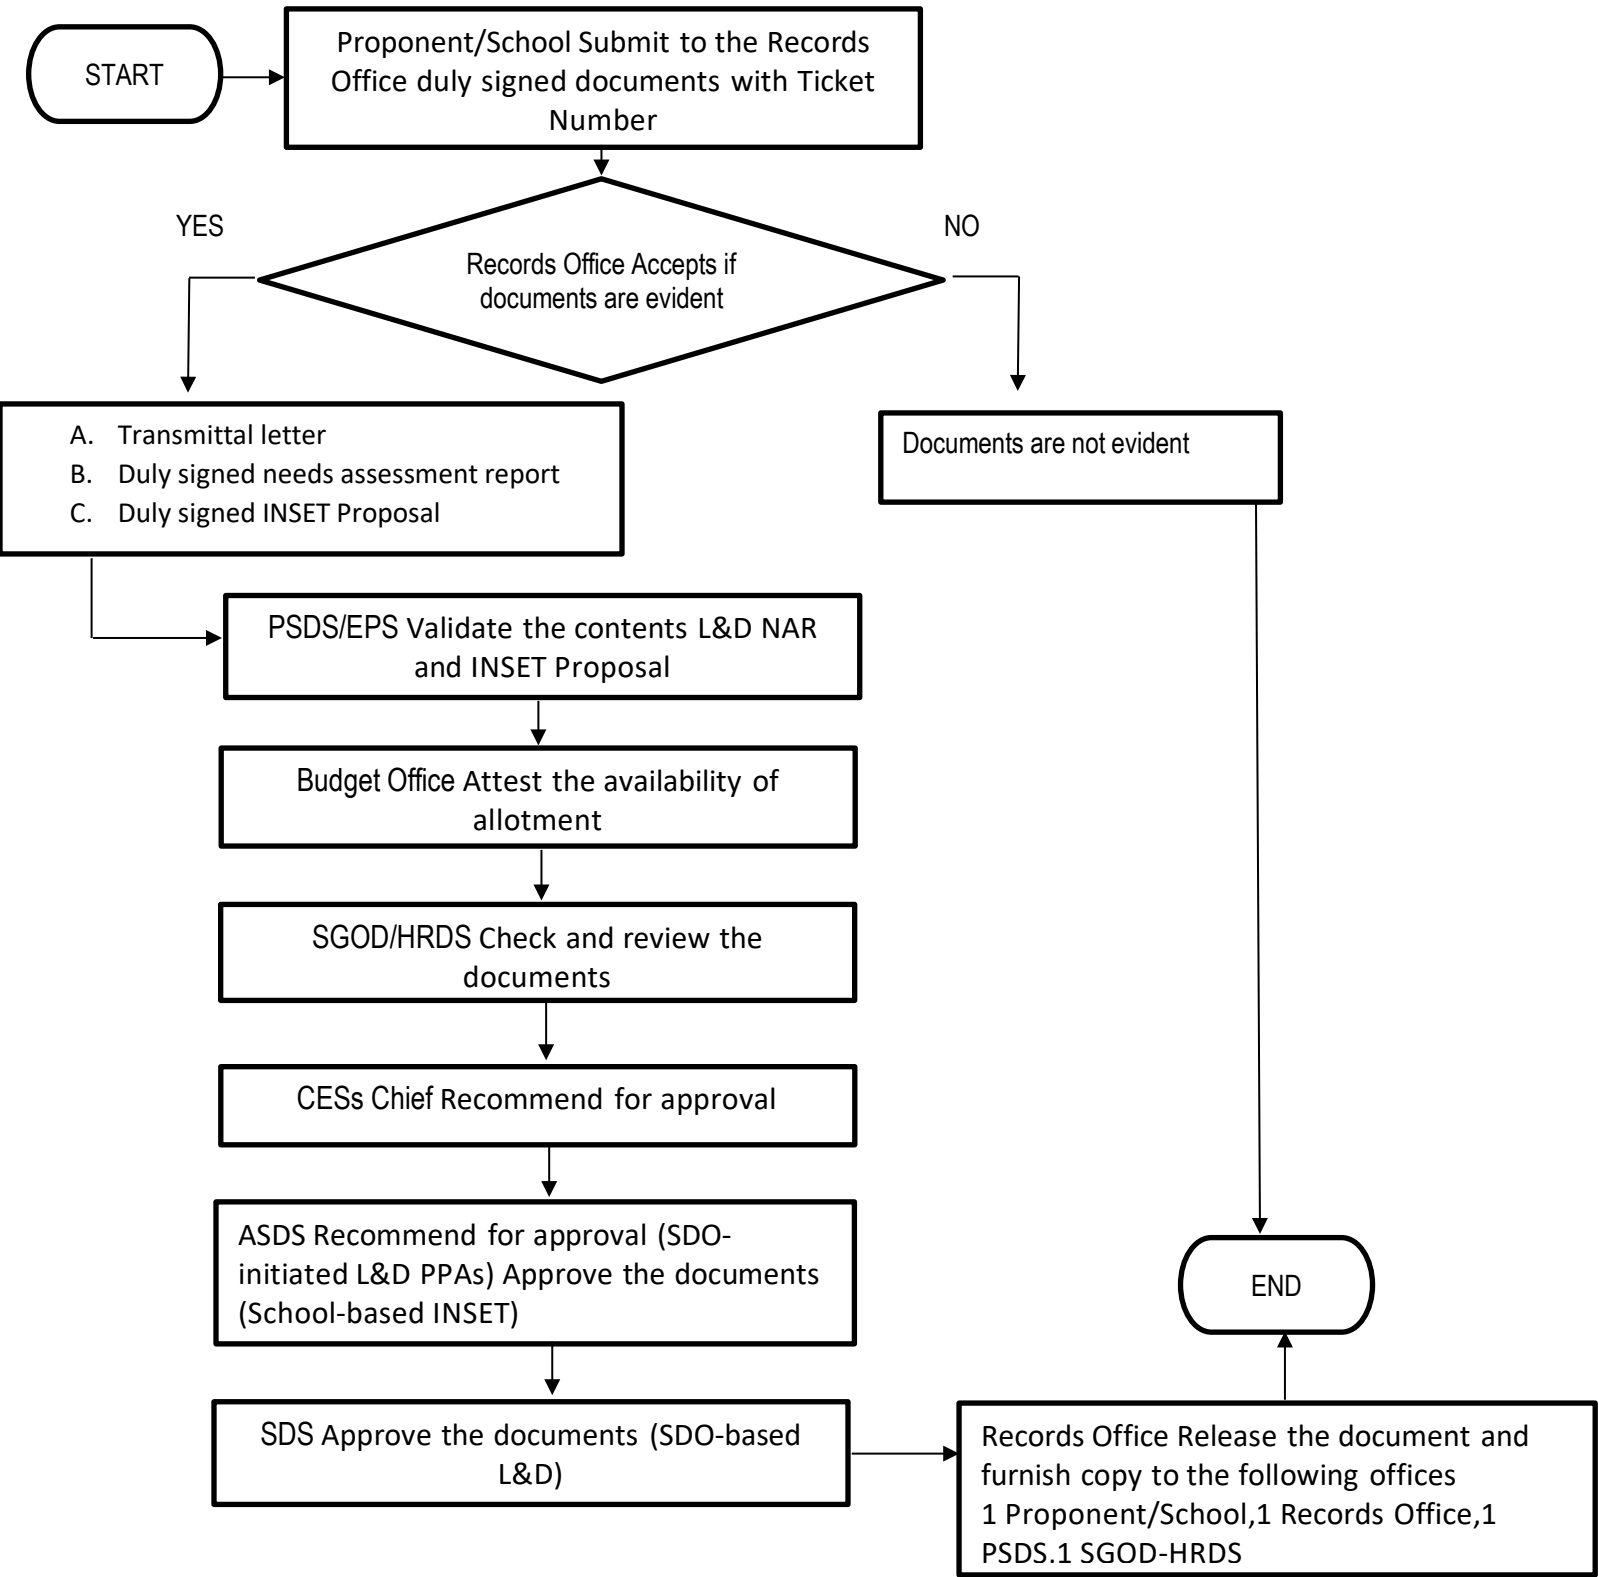 START
Proponent/School Submit to the Records
Office duly signed documents with Ticket
Number
YES
NO
Records Office Accepts if
documents are evident
A. Transmittal letter
B. Duly signed needs assessment report
C. Duly signed INSET Proposal
Documents are not evident
PSDS/EPS Validate the contents L&D NAR
and INSET Proposal
Budget Office Attest the availability of
allotment
SGOD/HRDS Check and review the
documents
CESs Chief Recommend for approval
ASDS Recommend for approval (SDO-
initiated L&D PPAs) Approve the documents
(School-based INSET)
END
SDS Approve the documents (SDO-based
L&D)
Records Office Release the document and
furnish copy to the following offices
1 Proponent/School,1 Records Office,1
PSDS.1 SGOD-HRDS